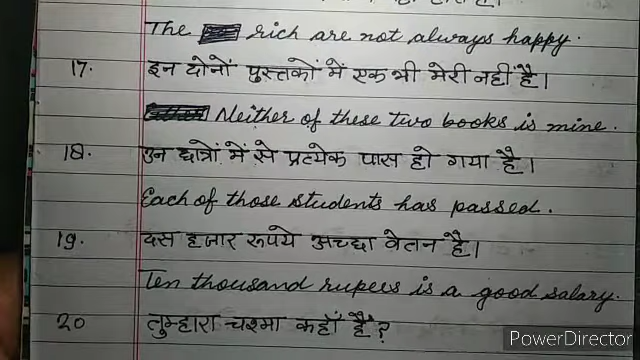 The rich are not always happy.
17. इन दोनों पुस्तकों में एक भी मेरी नहीं है।
Neither of these two books is mine.
18. उन छात्रों में से प्रत्येक पास हो गया है।
Each of those students has passed.
19. दस हजार रूपये अच्छा वेतन है।
Ten thousand rupees is a good salary.
20 तुम्हारा चश्मा कहाँ है?
PowerDirector